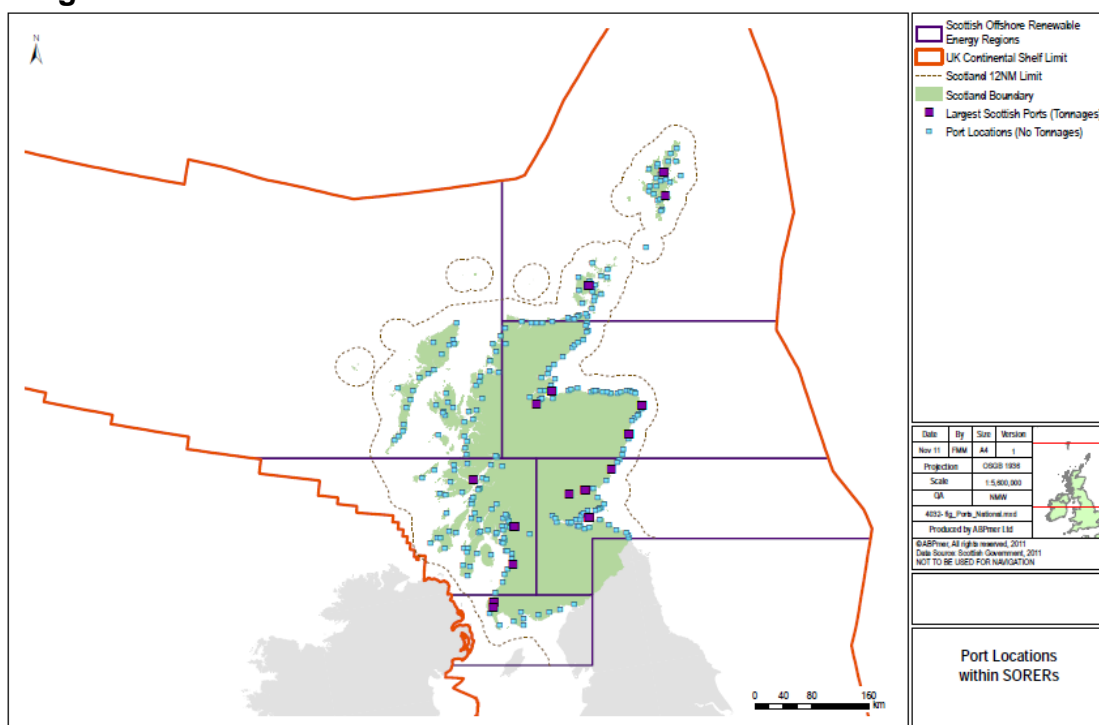 N
Scottish Offshore Renewable
Energy Regions
UK Continental Shelf Limit
Scotland 12NM Limit
Scotland Boundary
Largest Scottish Ports (Tonnages)
Port Locations (No Tonnages)
Date By Size Version
Nov 11 FMM A4 1
Projection OSGB 1936
Scale 1:5,600,000
QA NMW
4032- fig_Ports_National.mxd
Produced by ABPmer Ltd
©ABPmer, All rights reserved, 2011
Data Source: Scottish Government, 2011
NOT TO BE USED FOR NAVIGATION
Port Locations
within SORERs
0 40 80 160
km